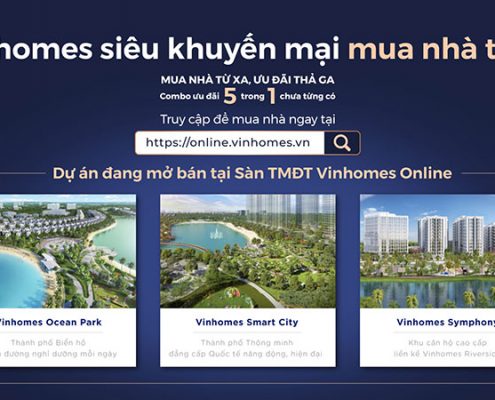 homes siêu khuyến mại mua nhà t
MUA NHÀ TỪ XA, ƯU ĐÃI THẢ GA
Combo ưu đãi 5 trong 1 chưa từng có
Truy cập để mua nhà ngay tại
https://online.vinhomes.vn
Dự án đang mở bán tại Sàn TMĐT Vinhomes Online
Vinhomes Ocean Park
Thành phố Biển hồ
đường nghỉ dưỡng mỗi ngày
Vinhomes Smart City
Thành phố Thông minh
đẳng cấp Quốc tế năng động, hiện đại
Vinhomes Symphony
Khu căn hộ cao cấp
liền kề Vinhomes Riversi